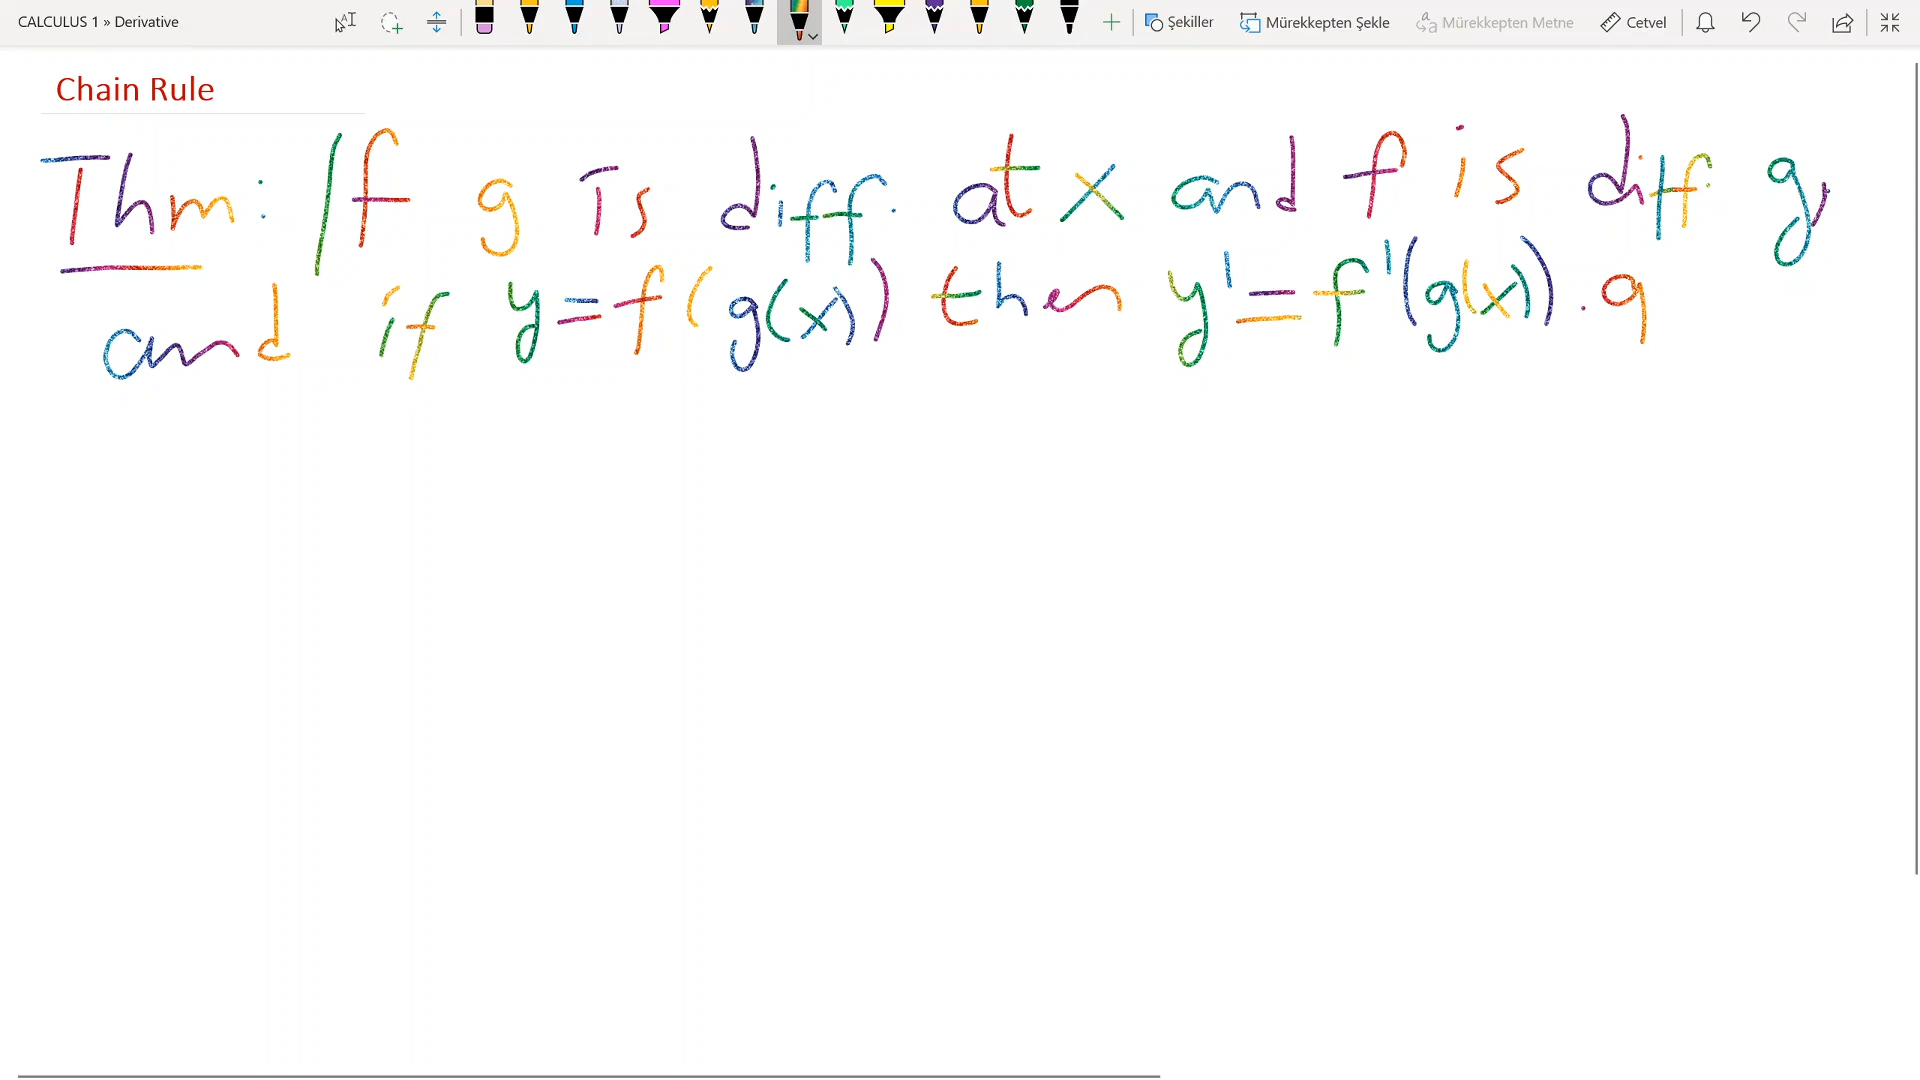 CALCULUS 1 » Derivative
Şekiller
Mürekkepten Şekle
Mürekkepten Metne
Cetvel
Chain Rule
Thm: If g is diff. at x and f is diff g,
and if y=f(g(x)) then y'=f'(g(x)).g